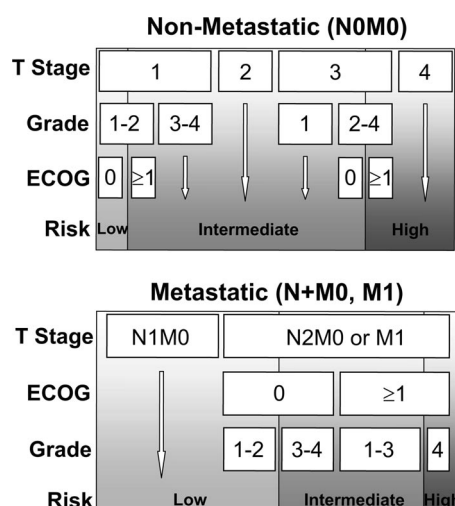 Non-Metastatic (N0M0)
T Stage 1 2 3 4
Grade 1-2 3-4 1 2-4
ECOG 0 ≥1 0 ≥1
Risk Low Intermediate High
Metastatic (N+M0, M1)
T Stage N1M0 N2M0 or M1
ECOG 0 ≥1
Grade 1-2 3-4 1-3 4
Risk Low Intermediate High